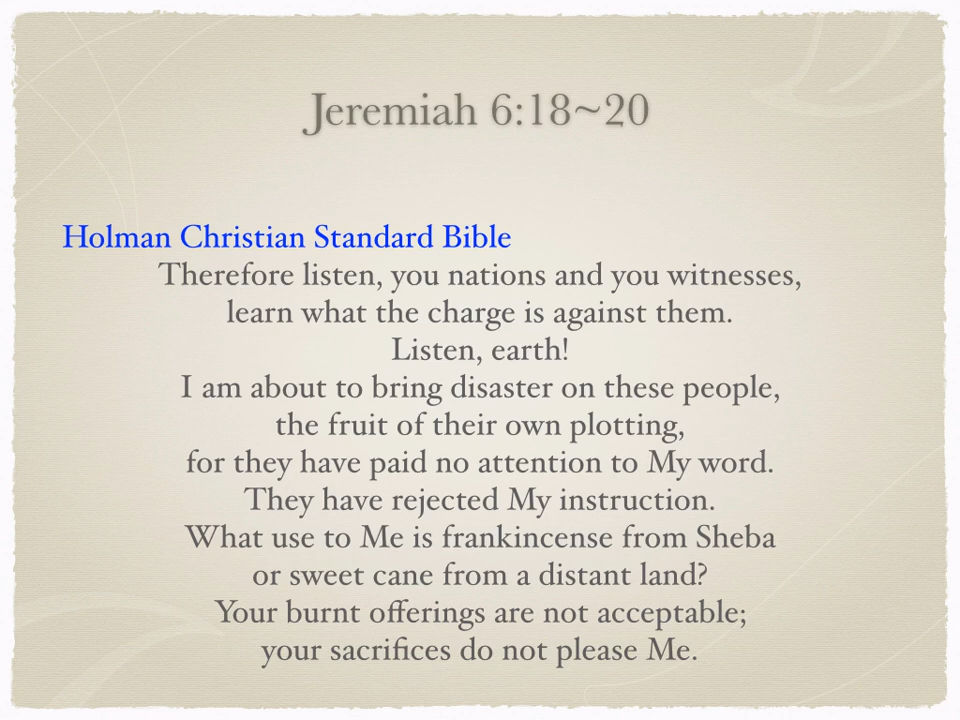 Jeremiah 6:18~20
Holman Christian Standard Bible
Therefore listen, you nations and you witnesses,
learn what the charge is against them.
Listen, earth!
I am about to bring disaster on these people,
the fruit of their own plotting,
for they have paid no attention to My word.
They have rejected My instruction.
What use to Me is frankincense from Sheba
or sweet cane from a distant land?
Your burnt offerings are not acceptable;
your sacrifices do not please Me.